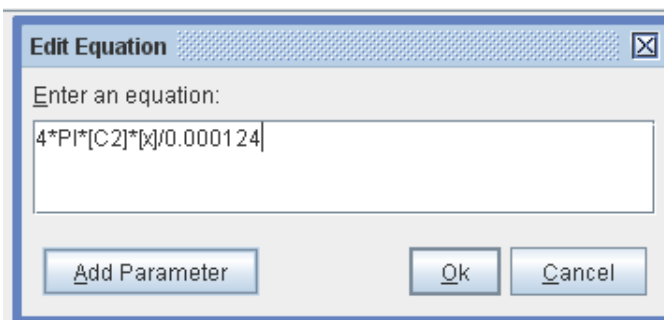 Edit Equation
Enter an equation:
4*PI*[C2]*[x]/0.000124
Add Parameter
Ok
Cancel